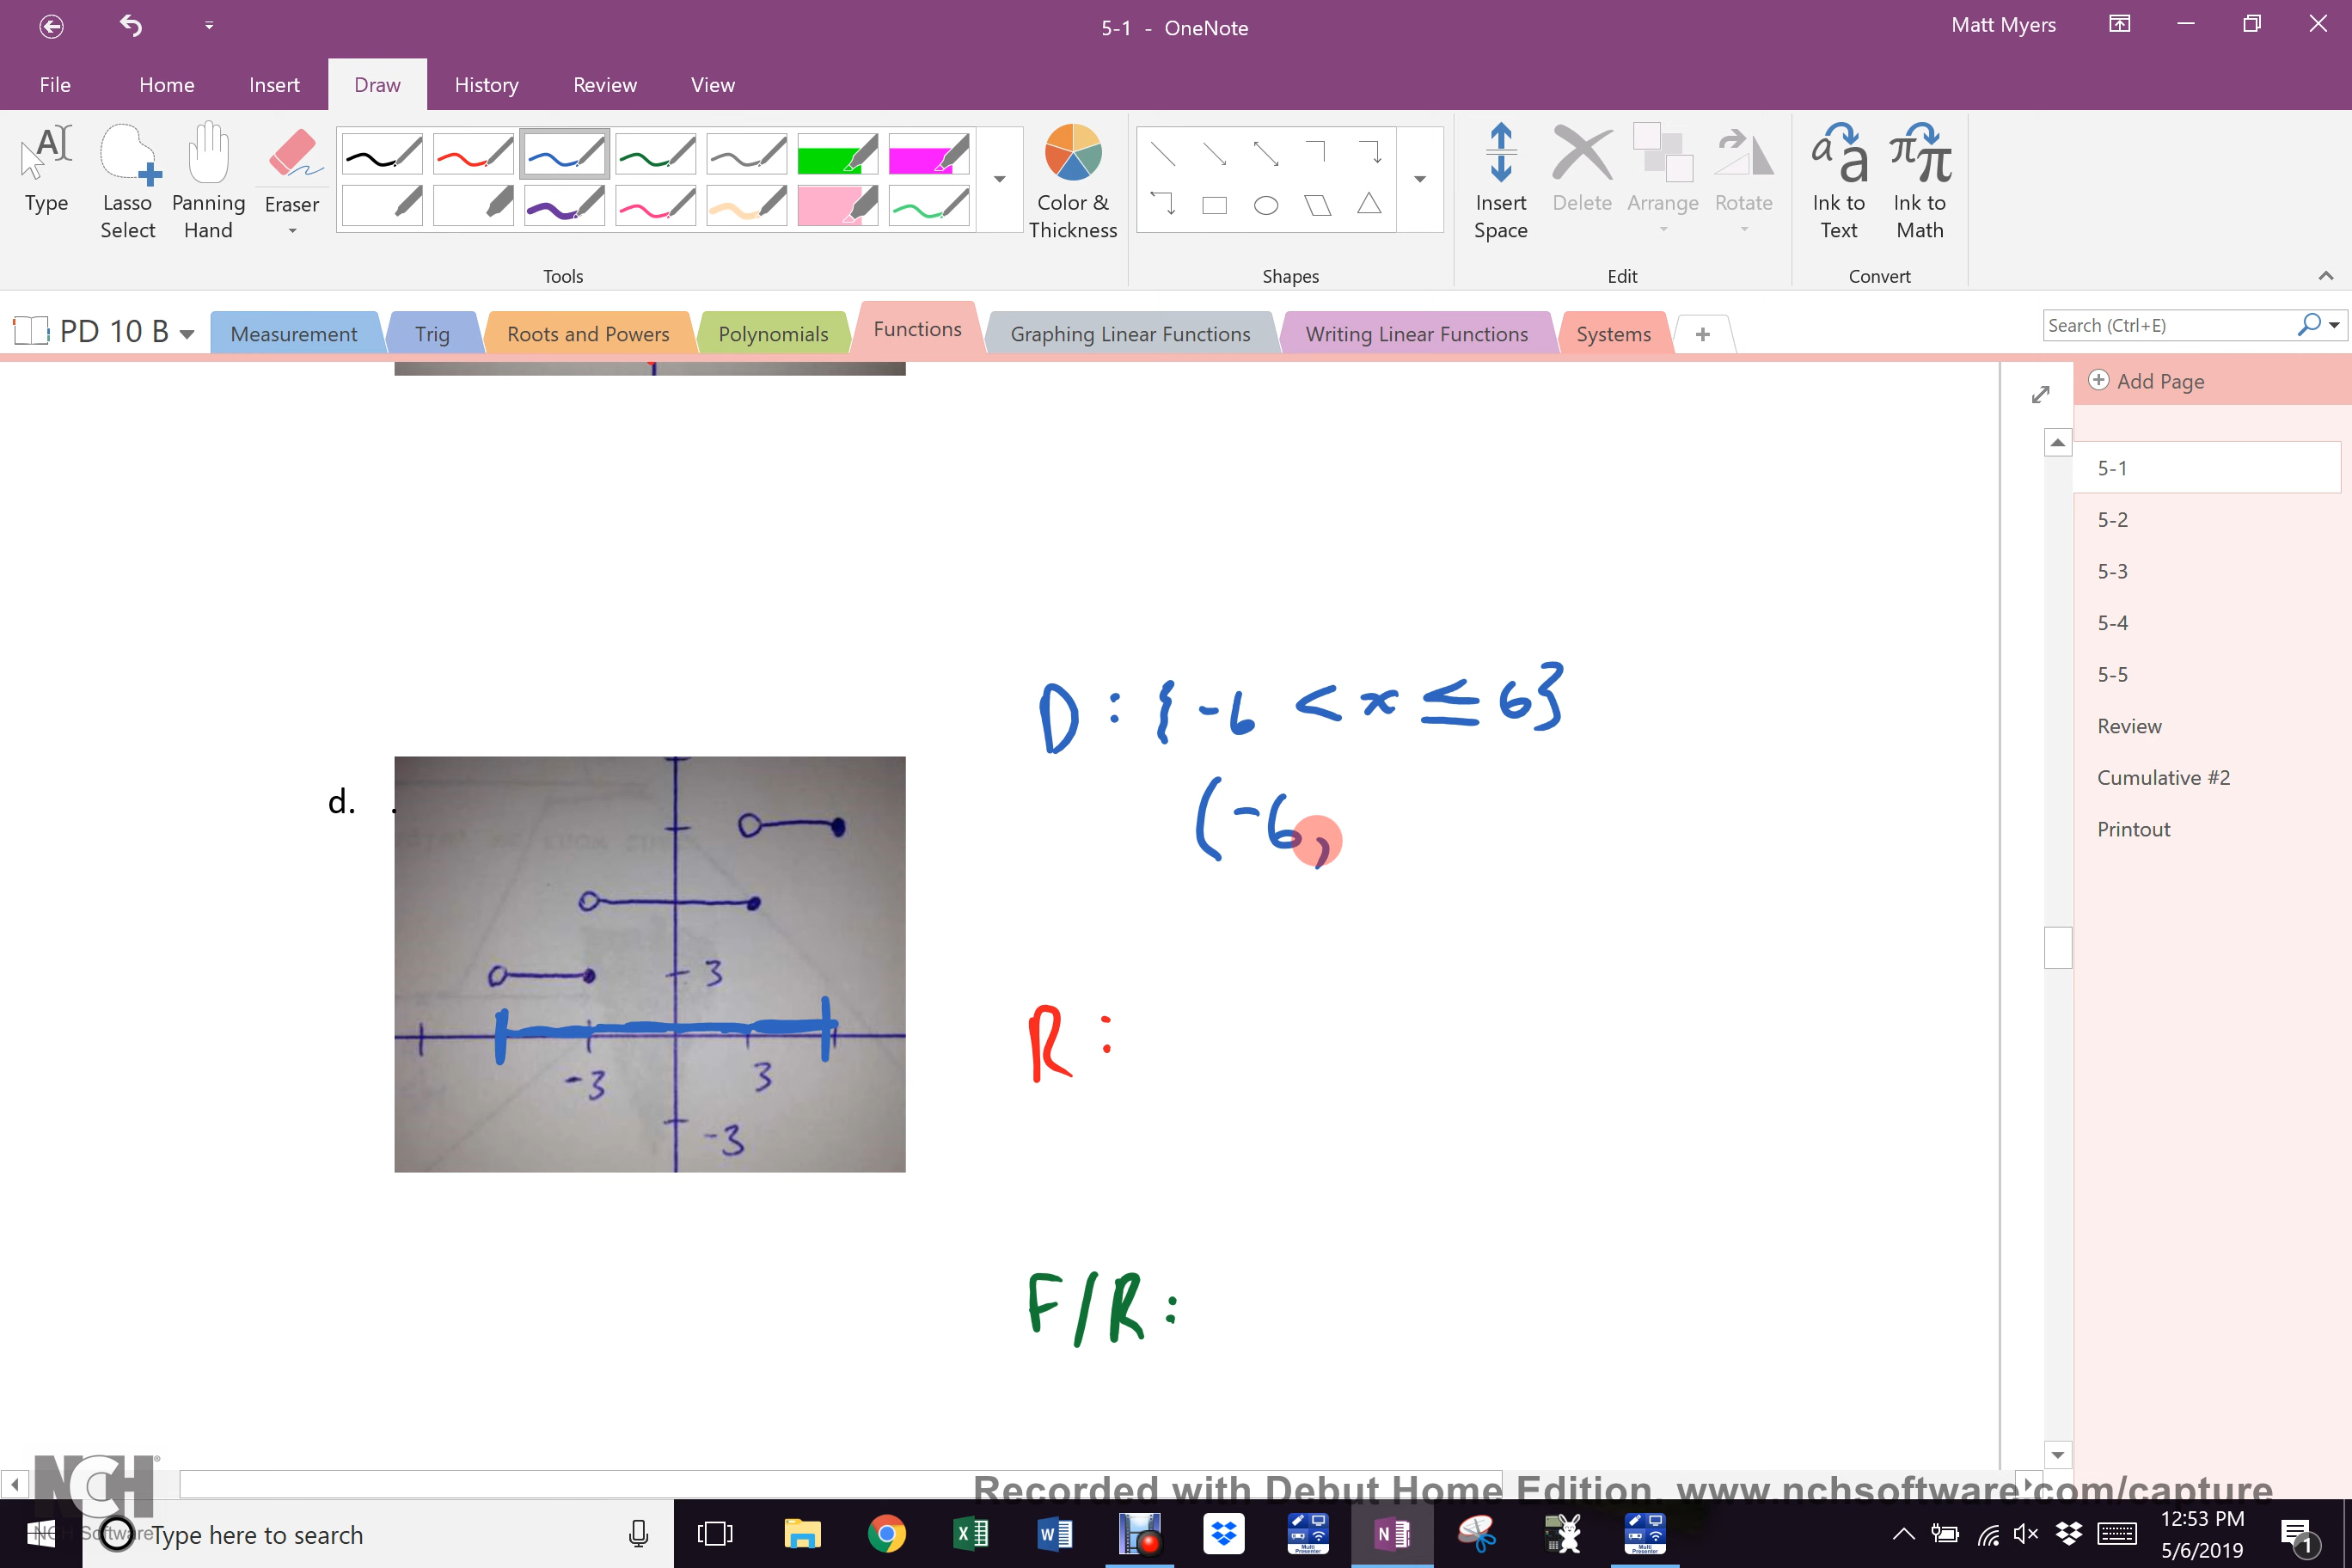 5-1 - OneNote
Matt Myers
File Home Insert Draw History Review View
Type
Lasso Select
Panning Hand
Eraser
Color & Thickness
Insert Space
Delete
Arrange
Rotate
Ink to Text
Ink to Math
Tools
Shapes
Edit
Convert
PD 10 B
Measurement
Trig
Roots and Powers
Polynomials
Functions
Graphing Linear Functions
Writing Linear Functions
Systems
Search (Ctrl+E)
Add Page
5-1
5-2
5-3
5-4
5-5
Review
Cumulative #2
Printout
D : { -6 < x ≤ 6}
(-6,
d. .
3
-3 3
-3
R :
F/R :
NCH®
NCH Software
Recorded with Debut Home Edition. www.nchsoftware.com/capture
Type here to search
12:53 PM
5/6/2019
1